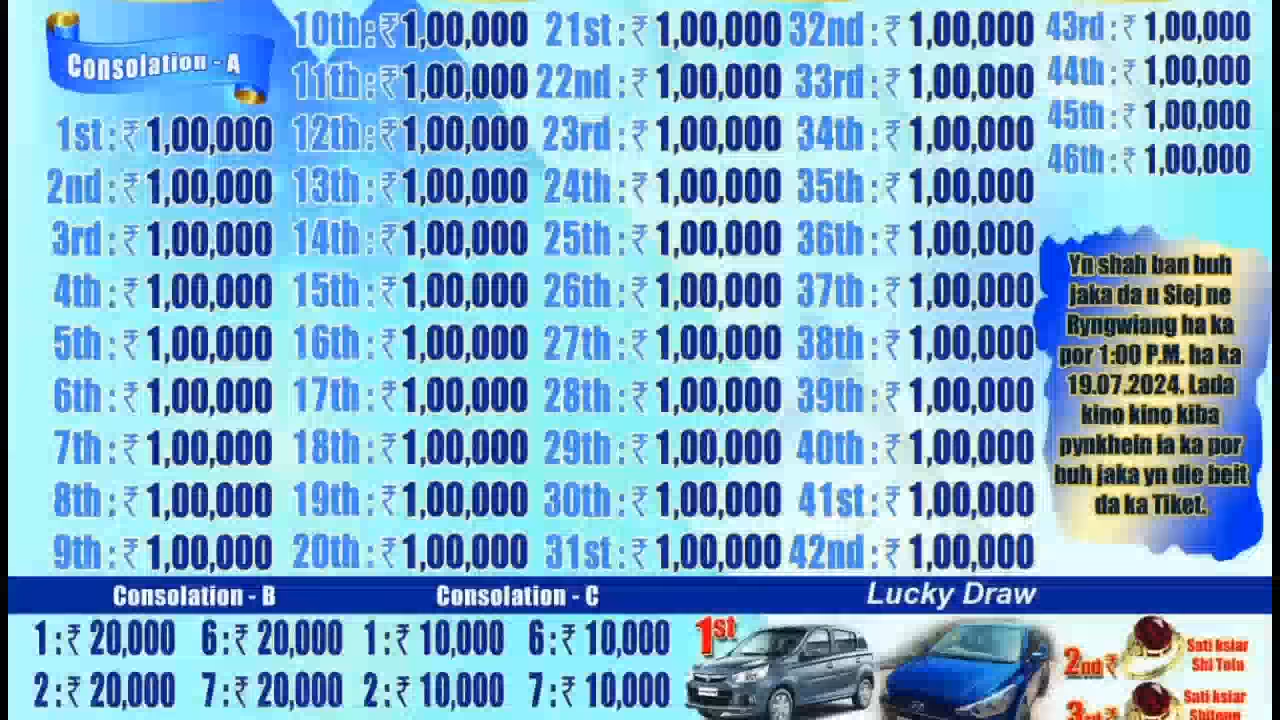 Consolation - A
1st : ₹ 1,00,000
2nd : ₹ 1,00,000
3rd : ₹ 1,00,000
4th : ₹ 1,00,000
5th : ₹ 1,00,000
6th : ₹ 1,00,000
7th : ₹ 1,00,000
8th : ₹ 1,00,000
9th : ₹ 1,00,000
10th : ₹ 1,00,000
11th : ₹ 1,00,000
12th : ₹ 1,00,000
13th : ₹ 1,00,000
14th : ₹ 1,00,000
15th : ₹ 1,00,000
16th : ₹ 1,00,000
17th : ₹ 1,00,000
18th : ₹ 1,00,000
19th : ₹ 1,00,000
20th : ₹ 1,00,000
21st : ₹ 1,00,000
22nd : ₹ 1,00,000
23rd : ₹ 1,00,000
24th : ₹ 1,00,000
25th : ₹ 1,00,000
26th : ₹ 1,00,000
27th : ₹ 1,00,000
28th : ₹ 1,00,000
29th : ₹ 1,00,000
30th : ₹ 1,00,000
31st : ₹ 1,00,000
32nd : ₹ 1,00,000
33rd : ₹ 1,00,000
34th : ₹ 1,00,000
35th : ₹ 1,00,000
36th : ₹ 1,00,000
37th : ₹ 1,00,000
38th : ₹ 1,00,000
39th : ₹ 1,00,000
40th : ₹ 1,00,000
41st : ₹ 1,00,000
42nd : ₹ 1,00,000
43rd : ₹ 1,00,000
44th : ₹ 1,00,000
45th : ₹ 1,00,000
46th : ₹ 1,00,000
Yn shah ban buh
jaka da u Siej ne
Ryngwiang ha ka
por 1:00 P.M. ha ka
19.07.2024. Lada
kino kino kiba
pynkhein ia ka por
buh jaka yn die beit
da ka Tiket.
Consolation - B
1 : ₹ 20,000 6 : ₹ 20,000
2 : ₹ 20,000 7 : ₹ 20,000
Consolation - C
1 : ₹ 10,000 6 : ₹ 10,000
2 : ₹ 10,000 7 : ₹ 10,000
Lucky Draw
1st
2nd ₹
Sati ksiar
Shi Tola
3rd ₹
Sati ksiar